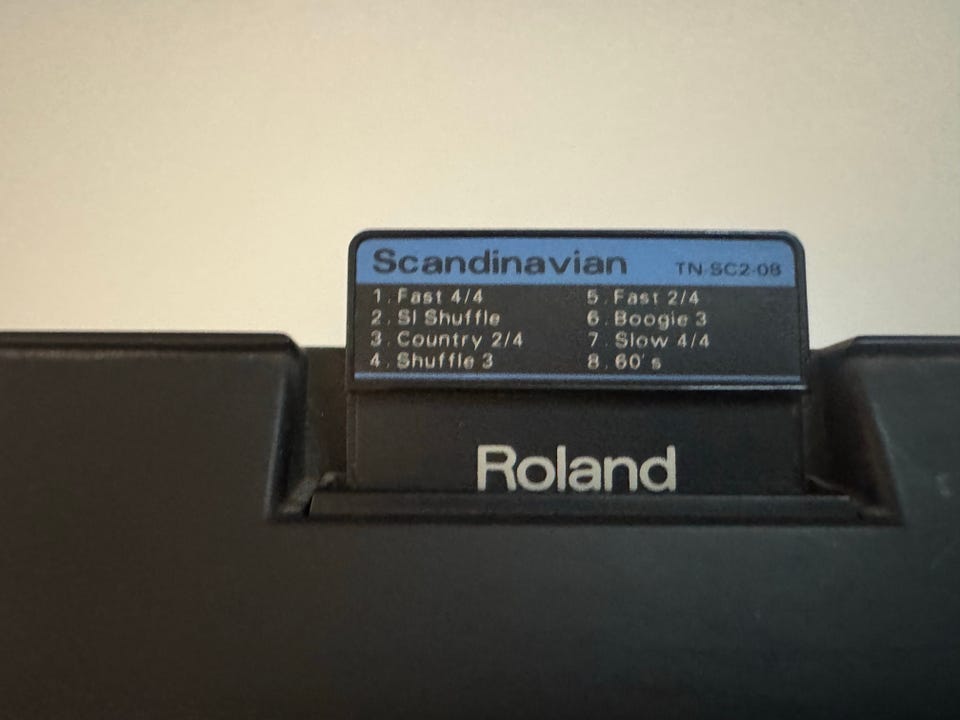 Scandinavian TN-SC2-08
1. Fast 4/4 5. Fast 2/4
2. Sl Shuffle 6. Boogie 3
3. Country 2/4 7. Slow 4/4
4. Shuffle 3 8. 60's
Roland